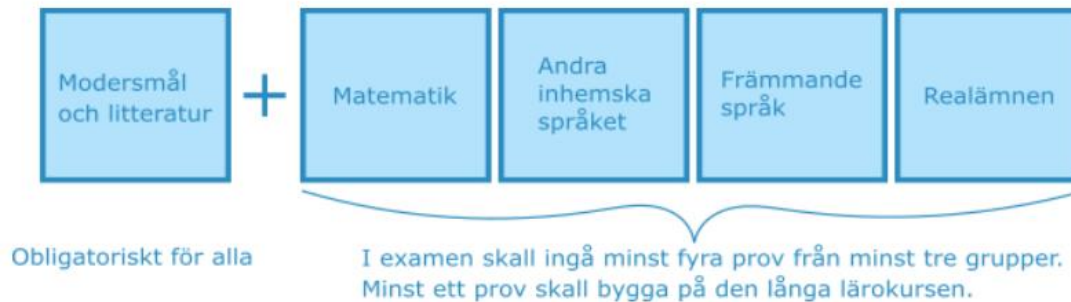 Modersmål
och litteratur
+
Matematik
Andra
inhemska
språket
Främmande
språk
Realämnen
Obligatoriskt för alla
I examen skall ingå minst fyra prov från minst tre grupper.
Minst ett prov skall bygga på den långa lärokursen.